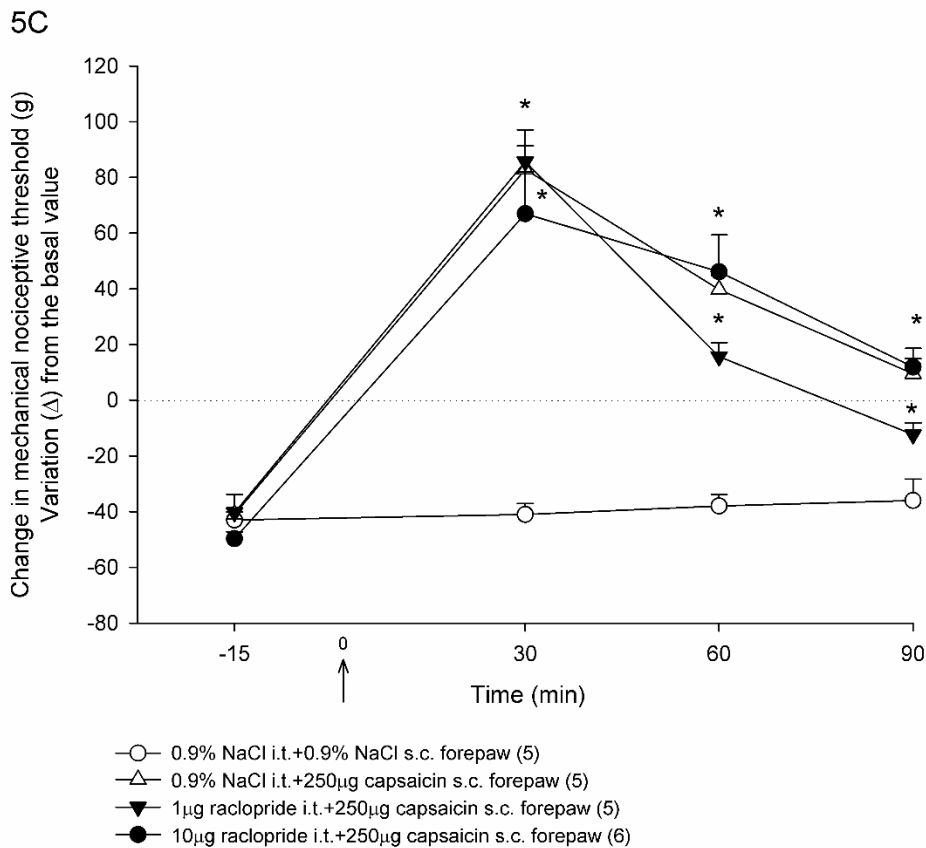 5C
Change in mechanical nociceptive threshold (g)
Variation (Δ) from the basal value
120
100
80
60
40
20
0
-20
-40
-60
-80
*
*
*
*
*
*
-15
0
30
60
90
Time (min)
0.9% NaCl i.t.+0.9% NaCl s.c. forepaw (5)
0.9% NaCl i.t.+250µg capsaicin s.c. forepaw (5)
1µg raclopride i.t.+250µg capsaicin s.c. forepaw (5)
10µg raclopride i.t.+250µg capsaicin s.c. forepaw (6)